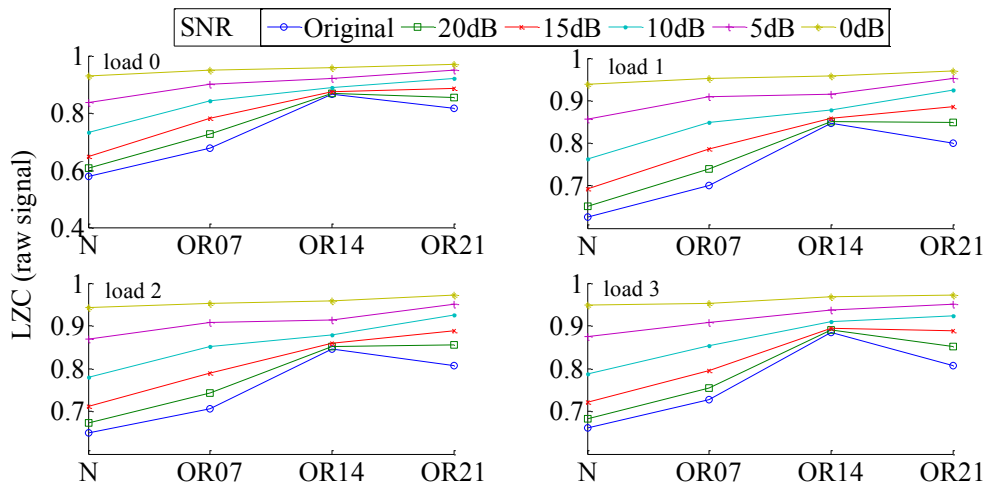 SNR Original 20dB 15dB 10dB 5dB 0dB
LZC (raw signal)
load 0
1
0.8
0.6
0.4
N OR07 OR14 OR21
load 1
1
0.9
0.8
0.7
N OR07 OR14 OR21
load 2
1
0.9
0.8
0.7
N OR07 OR14 OR21
load 3
1
0.9
0.8
0.7
N OR07 OR14 OR21